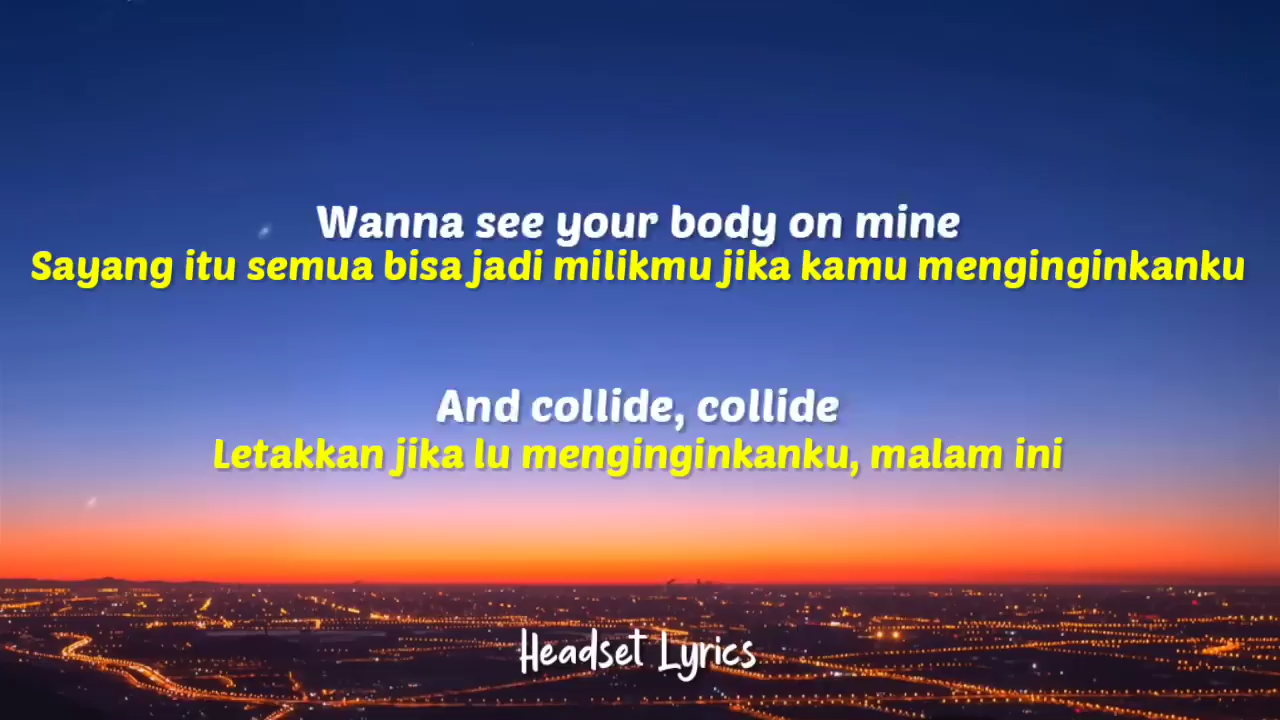 Wanna see your body on mine
Sayang itu semua bisa jadi milikmu jika kamu menginginkanku
And collide, collide
Letakkan jika lu menginginkanku, malam ini
Headset Lyrics